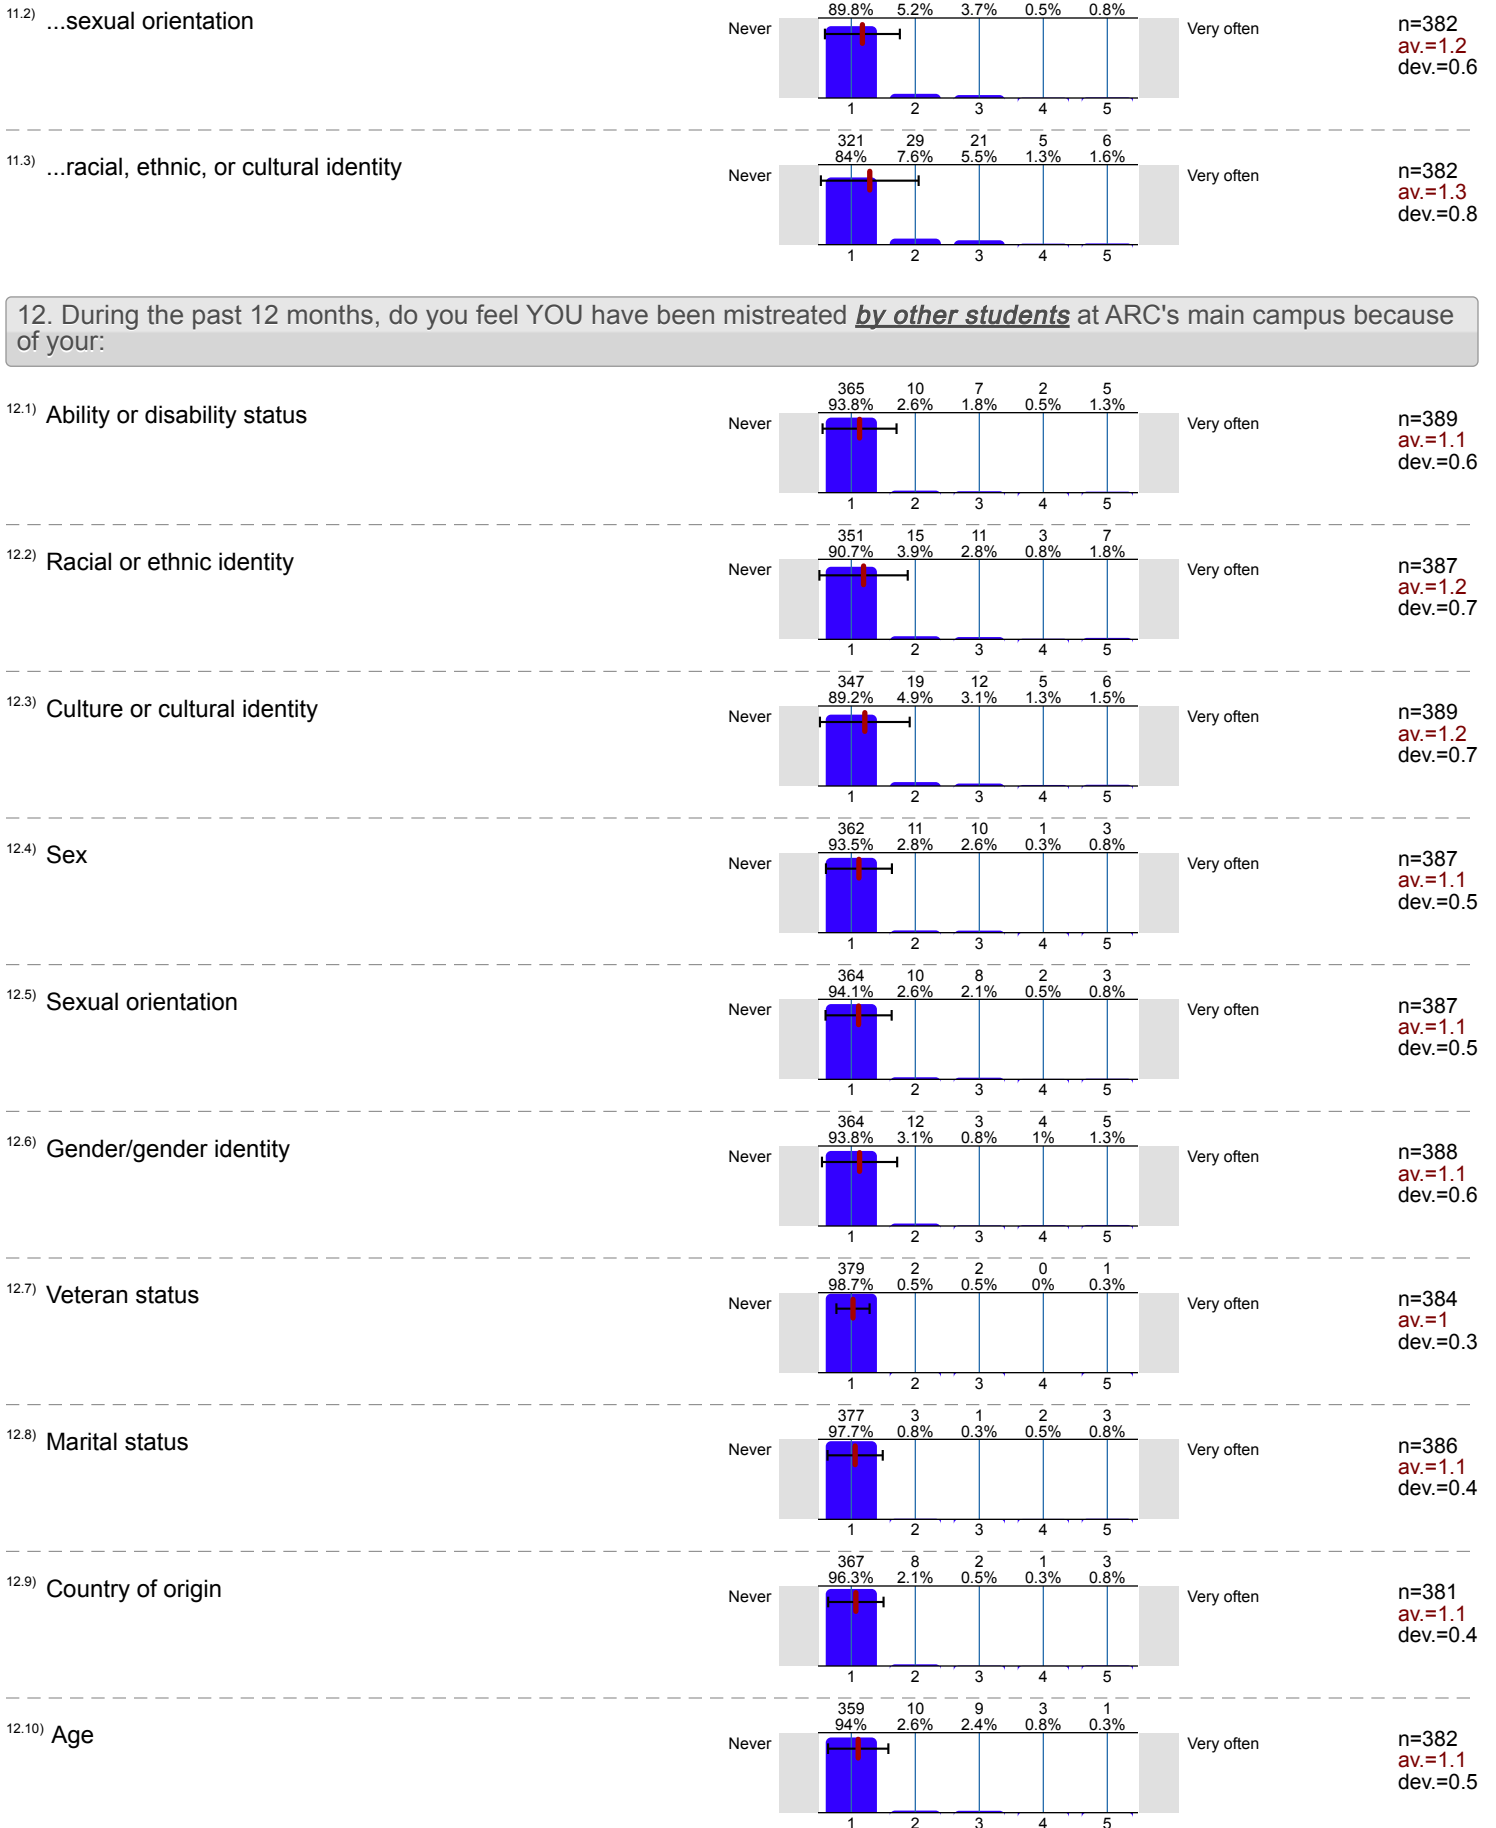 89.8% 5.2% 3.7% 0.5% 0.8%
11.2) ...sexual orientation
Never Very often
n=382
av.=1.2
dev.=0.6
1 2 3 4 5
321 29 21 5 6
84% 7.6% 5.5% 1.3% 1.6%
11.3) ...racial, ethnic, or cultural identity
Never Very often
n=382
av.=1.3
dev.=0.8
1 2 3 4 5
12. During the past 12 months, do you feel YOU have been mistreated by other students at ARC's main campus because
of your:
365 10 7 2 5
93.8% 2.6% 1.8% 0.5% 1.3%
12.1) Ability or disability status
Never Very often
n=389
av.=1.1
dev.=0.6
1 2 3 4 5
351 15 11 3 7
90.7% 3.9% 2.8% 0.8% 1.8%
12.2) Racial or ethnic identity
Never Very often
n=387
av.=1.2
dev.=0.7
1 2 3 4 5
347 19 12 5 6
89.2% 4.9% 3.1% 1.3% 1.5%
12.3) Culture or cultural identity
Never Very often
n=389
av.=1.2
dev.=0.7
1 2 3 4 5
362 11 10 1 3
93.5% 2.8% 2.6% 0.3% 0.8%
12.4) Sex
Never Very often
n=387
av.=1.1
dev.=0.5
1 2 3 4 5
364 10 8 2 3
94.1% 2.6% 2.1% 0.5% 0.8%
12.5) Sexual orientation
Never Very often
n=387
av.=1.1
dev.=0.5
1 2 3 4 5
364 12 3 4 5
93.8% 3.1% 0.8% 1% 1.3%
12.6) Gender/gender identity
Never Very often
n=388
av.=1.1
dev.=0.6
1 2 3 4 5
379 2 2 0 1
98.7% 0.5% 0.5% 0% 0.3%
12.7) Veteran status
Never Very often
n=384
av.=1
dev.=0.3
1 2 3 4 5
377 3 1 2 3
97.7% 0.8% 0.3% 0.5% 0.8%
12.8) Marital status
Never Very often
n=386
av.=1.1
dev.=0.4
1 2 3 4 5
367 8 2 1 3
96.3% 2.1% 0.5% 0.3% 0.8%
12.9) Country of origin
Never Very often
n=381
av.=1.1
dev.=0.4
1 2 3 4 5
359 10 9 3 1
94% 2.6% 2.4% 0.8% 0.3%
12.10) Age
Never Very often
n=382
av.=1.1
dev.=0.5
1 2 3 4 5